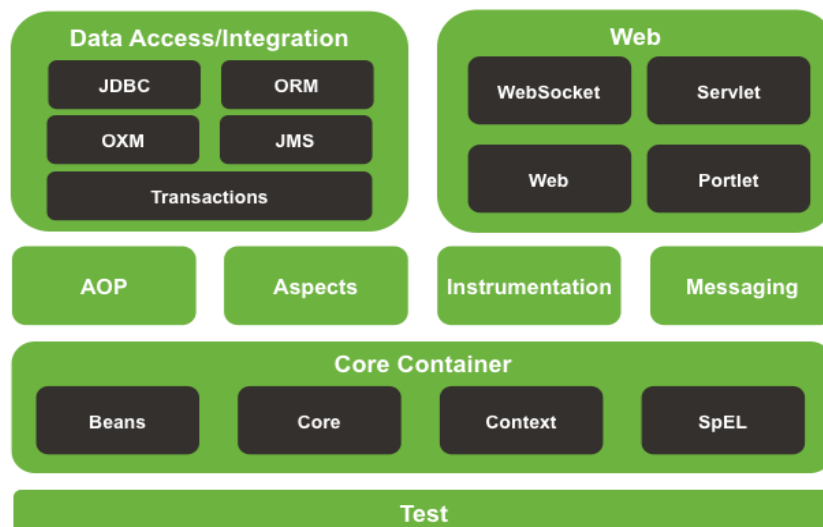 Data Access/Integration
JDBC
ORM
OXM
JMS
Transactions
Web
WebSocket
Servlet
Web
Portlet
AOP
Aspects
Instrumentation
Messaging
Core Container
Beans
Core
Context
SpEL
Test